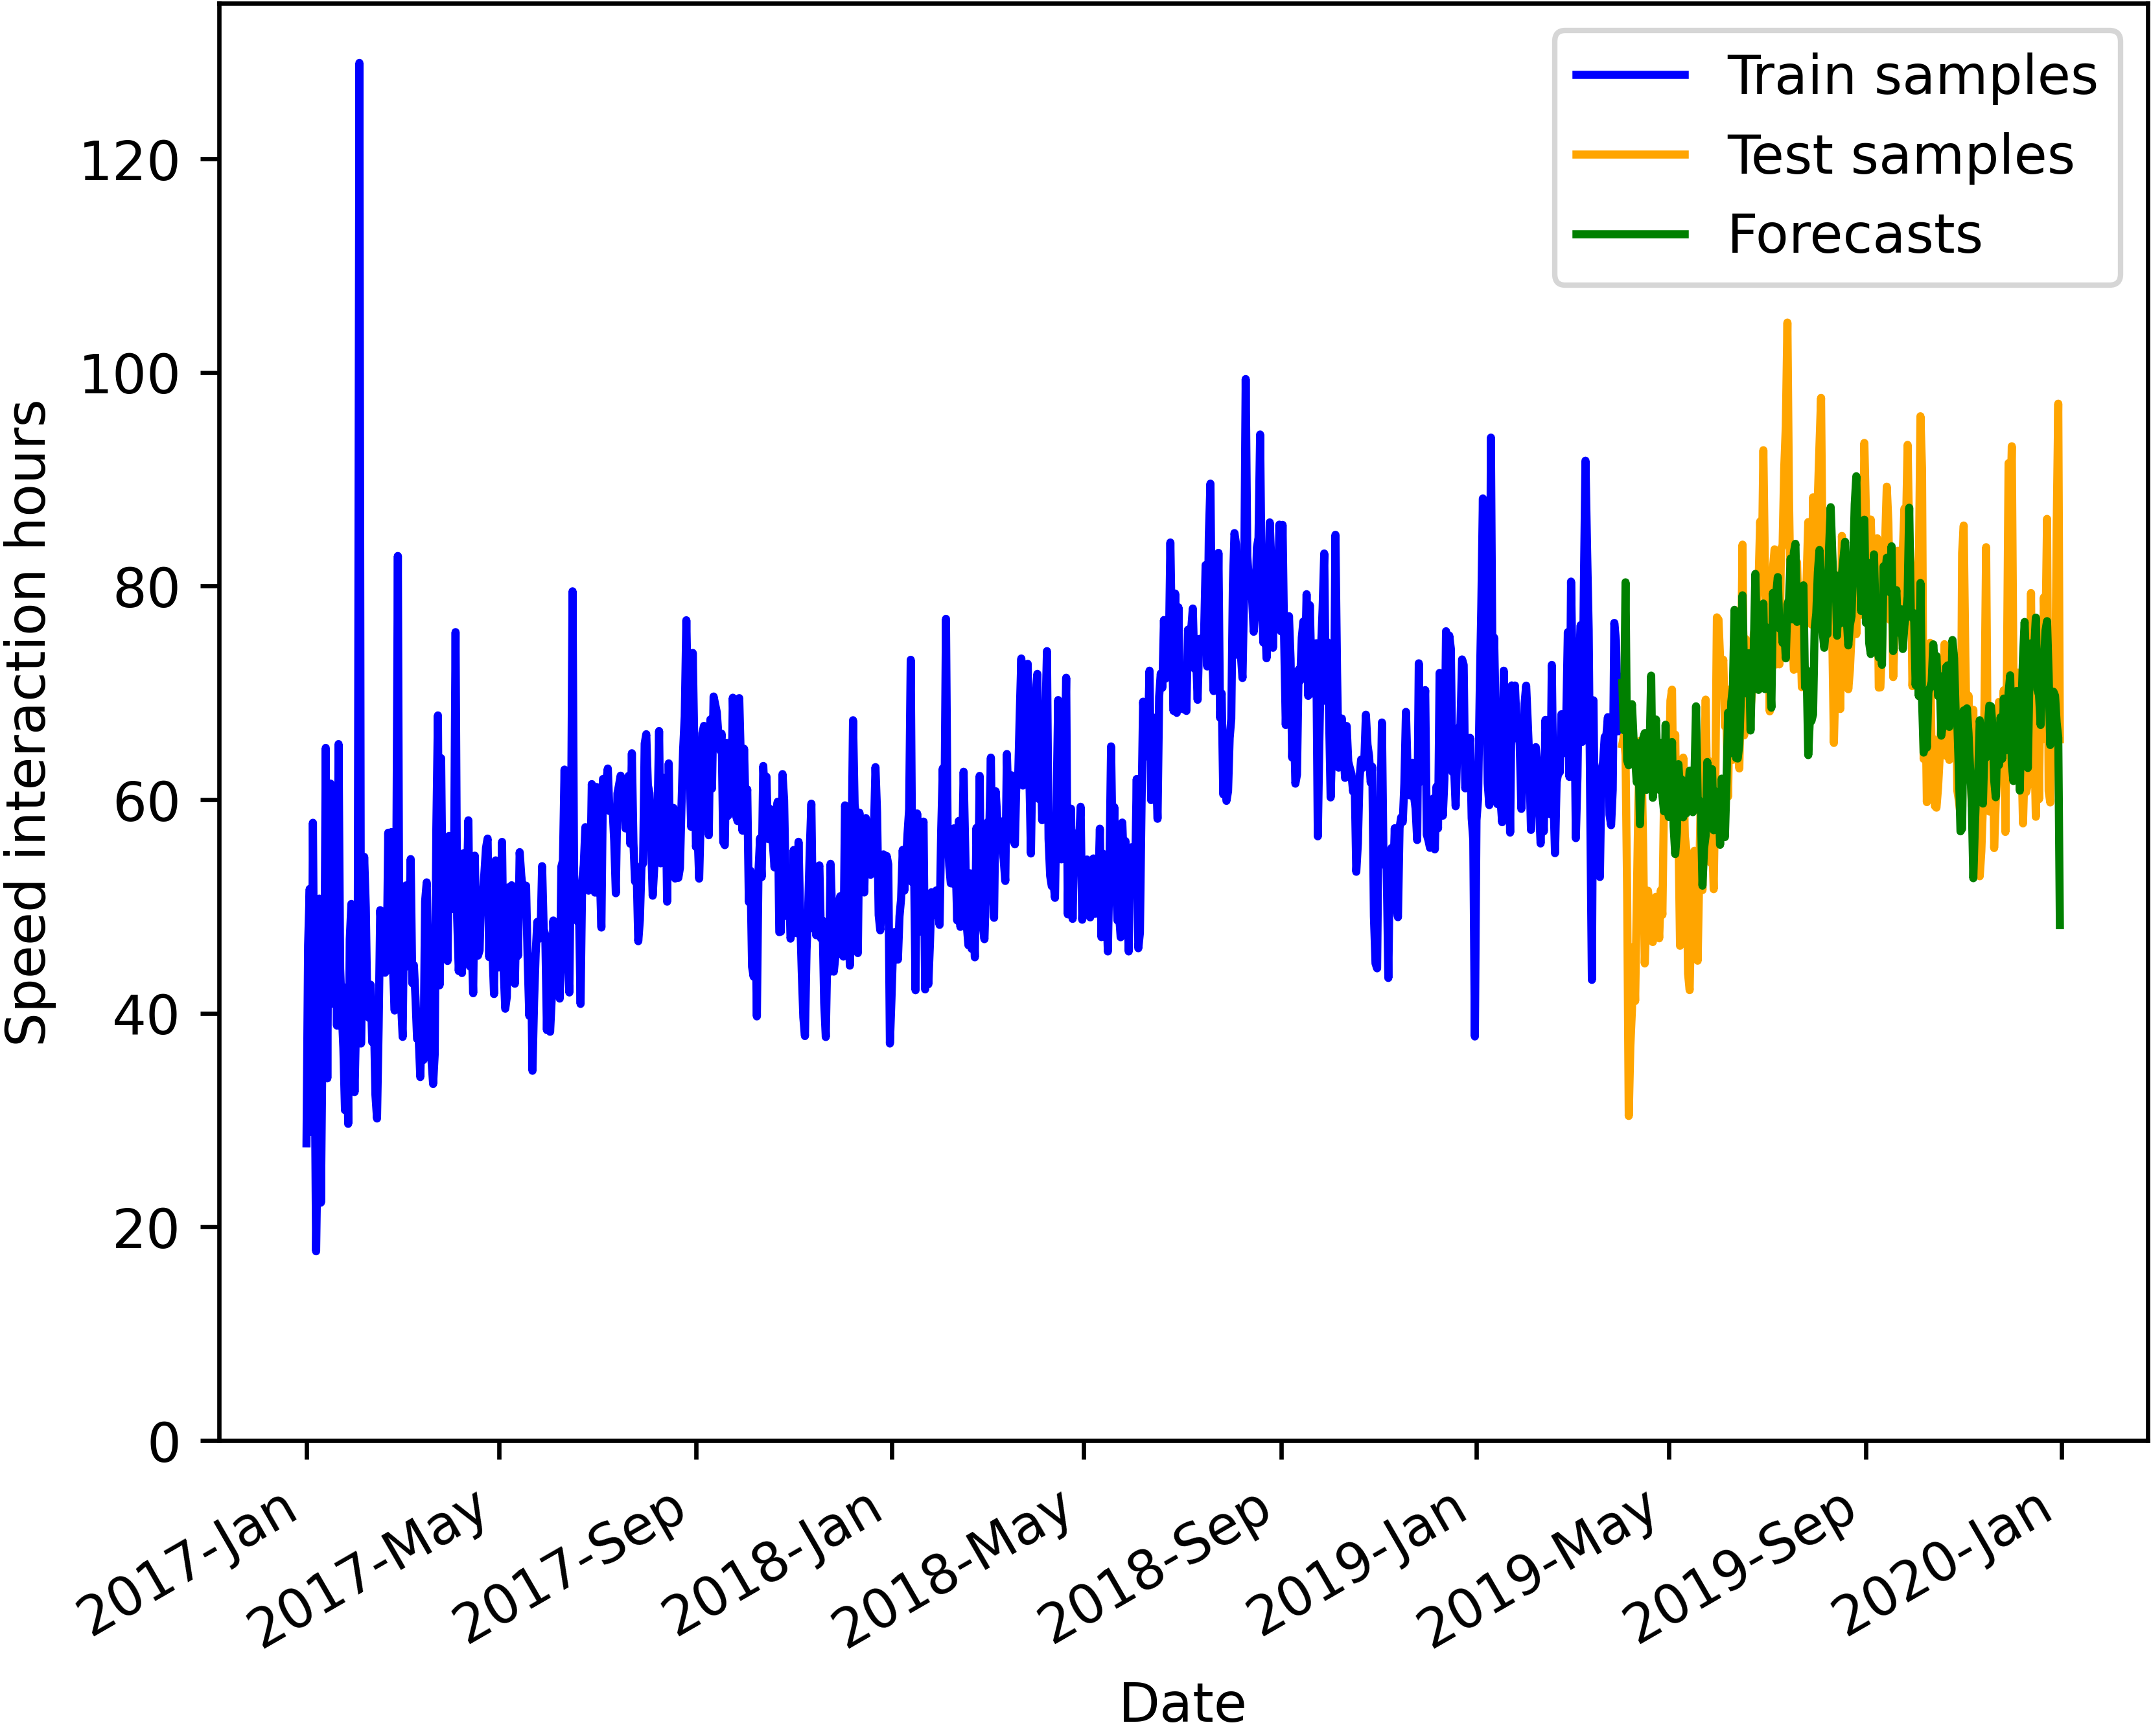 Train samples
Test samples
Forecasts
120
100
80
60
40
20
0
Speed interaction hours
2017-Jan
2017-May
2017-Sep
2018-Jan
2018-May
2018-Sep
2019-Jan
2019-May
2019-Sep
2020-Jan
Date